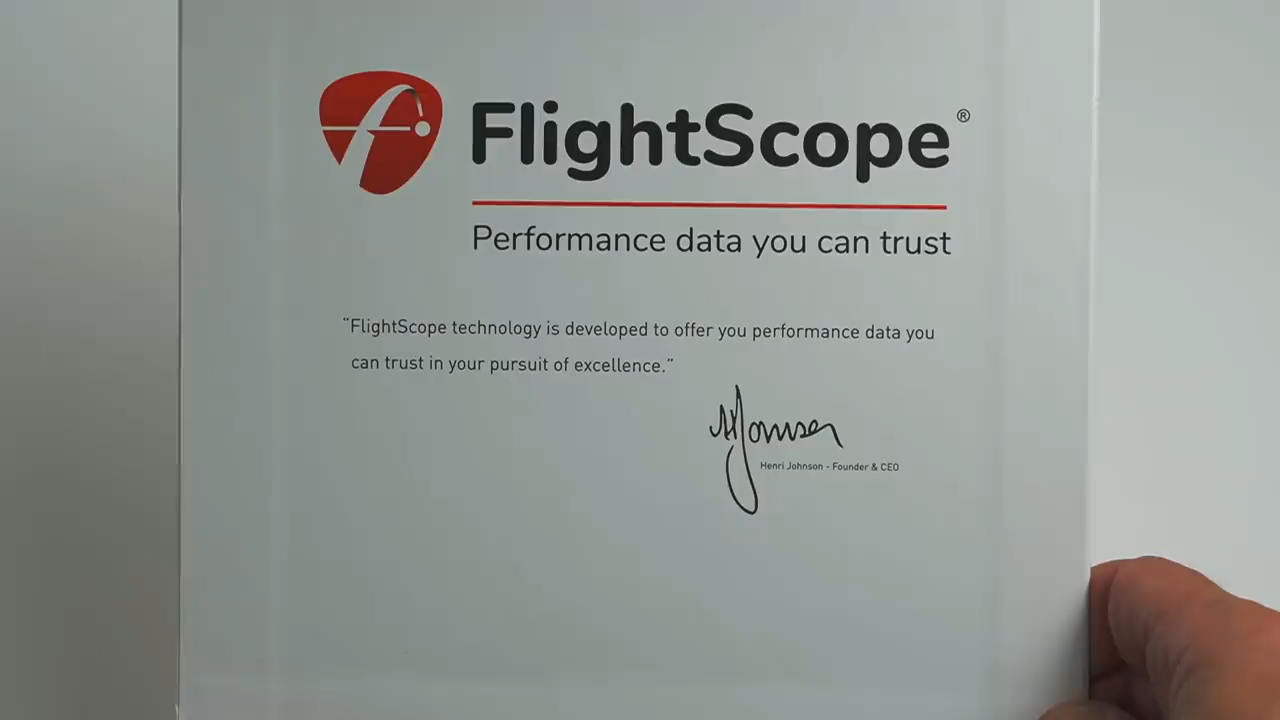 FlightScope®
Performance data you can trust
“FlightScope technology is developed to offer you performance data you
can trust in your pursuit of excellence.”
HJohnson
Henri Johnson - Founder & CEO